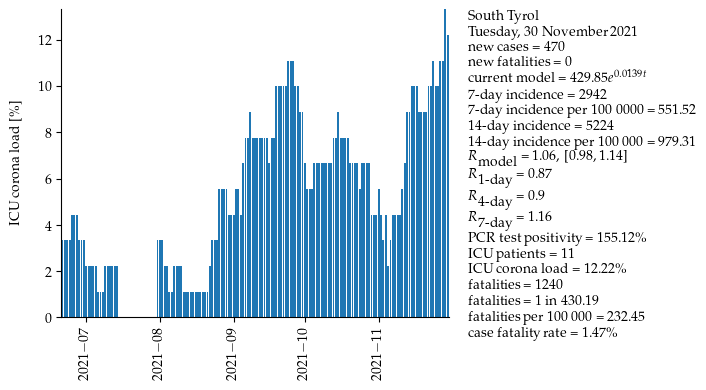 South Tyrol
Tuesday, 30 November 2021
new cases = 470
new fatalities = 0
current model = 429.85e^0.0139t
7-day incidence = 2942
7-day incidence per 100 0000 = 551.52
14-day incidence = 5224
14-day incidence per 100 000 = 979.31
R_model = 1.06, [0.98, 1.14]
R_1-day = 0.87
R_4-day = 0.9
R_7-day = 1.16
PCR test positivity = 155.12%
ICU patients = 11
ICU corona load = 12.22%
fatalities = 1240
fatalities = 1 in 430.19
fatalities per 100 000 = 232.45
case fatality rate = 1.47%
ICU corona load [%]
12
10
8
6
4
2
0
2021−07
2021−08
2021−09
2021−10
2021−11